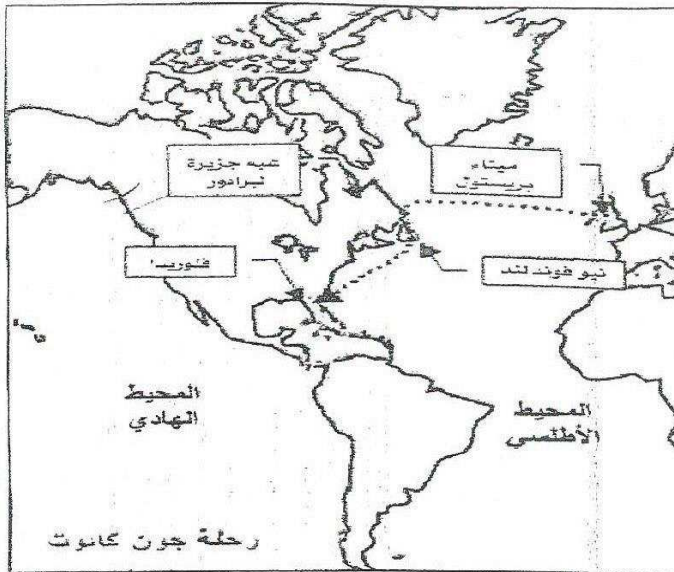 شبه جزيرة
لبرادور
ميناء
بريستول
فلوريدا
نيو فوندلند
المحيط
الهادي
المحيط
الأطلسي
رحلة جون كابوت